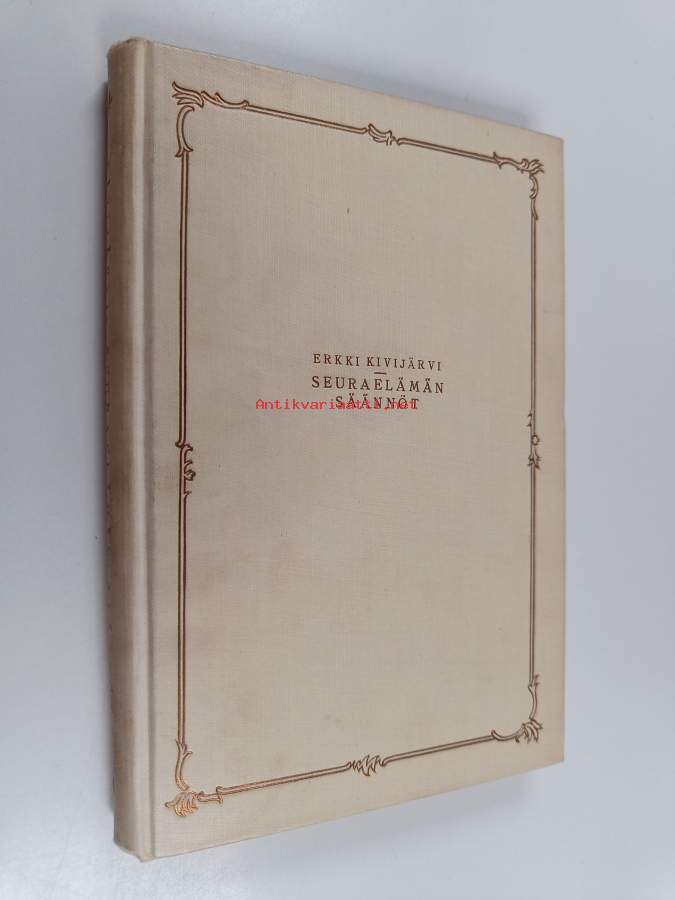 ERKKI KIVIJÄRVI
SEURAELÄMÄN
SÄÄNNÖT
Antikvariaatti.net